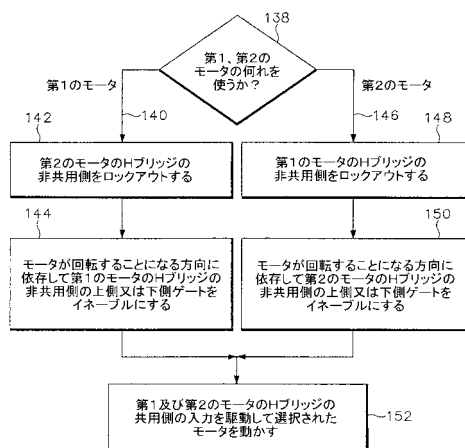 138
第1、第2の
モータの何れを
使うか?
第1のモータ
第2のモータ
140
146
142
148
第2のモータのHブリッジの
非共用側をロックアウトする
第1のモータのHブリッジの
非共用側をロックアウトする
144
150
モータが回転することになる方向に
依存して第1のモータのHブリッジの
非共用側の上側又は下側ゲートを
イネーブルにする
モータが回転することになる方向に
依存して第2のモータのHブリッジの
非共用側の上側又は下側ゲートを
イネーブルにする
第1及び第2のモータのHブリッジの
共用側の入力を駆動して選択された
モータを動かす
152